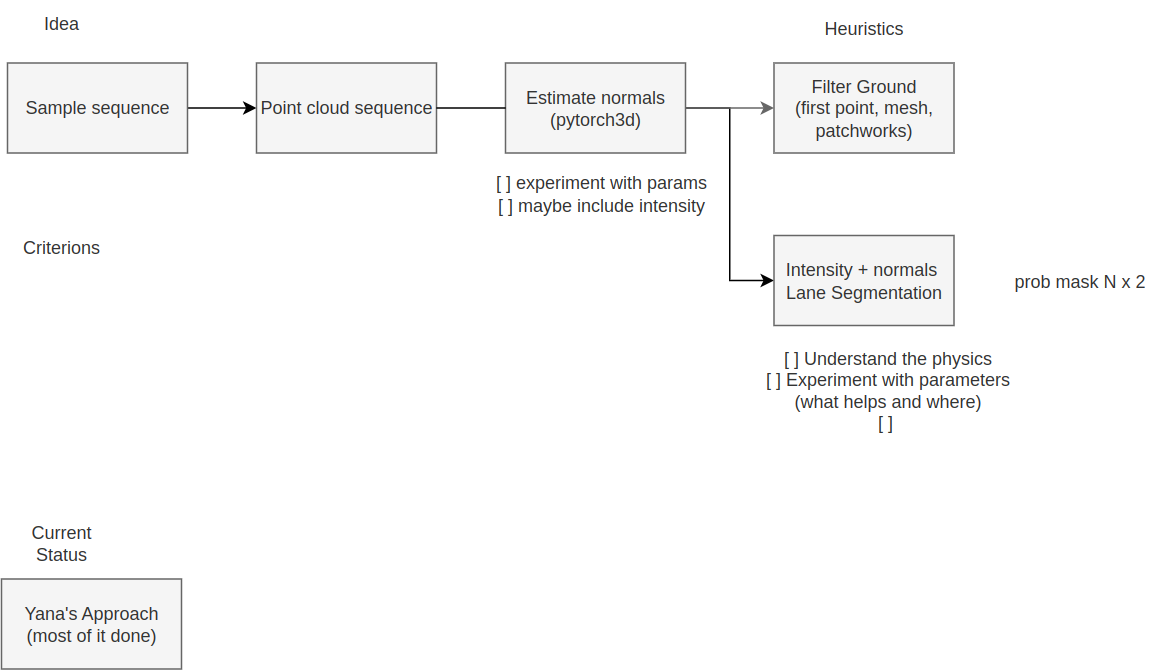 Idea
Heuristics
Sample sequence
Point cloud sequence
Estimate normals
(pytorch3d)
Filter Ground
(first point, mesh,
patchworks)
[ ] experiment with params
[ ] maybe include intensity
Criterions
Intensity + normals
Lane Segmentation
prob mask N x 2
[ ] Understand the physics
[ ] Experiment with parameters
(what helps and where)
[ ]
Current
Status
Yana's Approach
(most of it done)